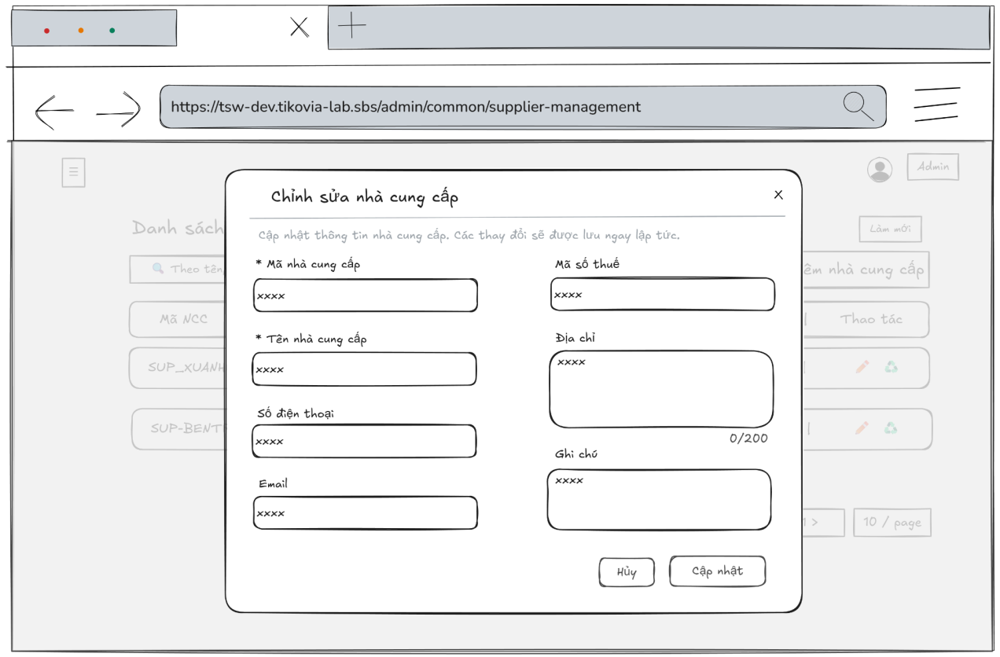 https://tsw-dev.tikovia-lab.sbs/admin/common/supplier-management
Admin
Chỉnh sửa nhà cung cấp
X
Danh sách
Làm mới
Cập nhật thông tin nhà cung cấp. Các thay đổi sẽ được lưu ngay lập tức.
Theo tên
êm nhà cung cấp
* Mã nhà cung cấp
Mã số thuế
xxxx
xxxx
Mã NCC
Thao tác
* Tên nhà cung cấp
Địa chỉ
xxxx
xxxx
SUP_XUANH
Số điện thoại
SUP-BENT
0/200
xxxx
Ghi chú
xxxx
Email
xxxx
1 >
10 / page
Hủy
Cập nhật